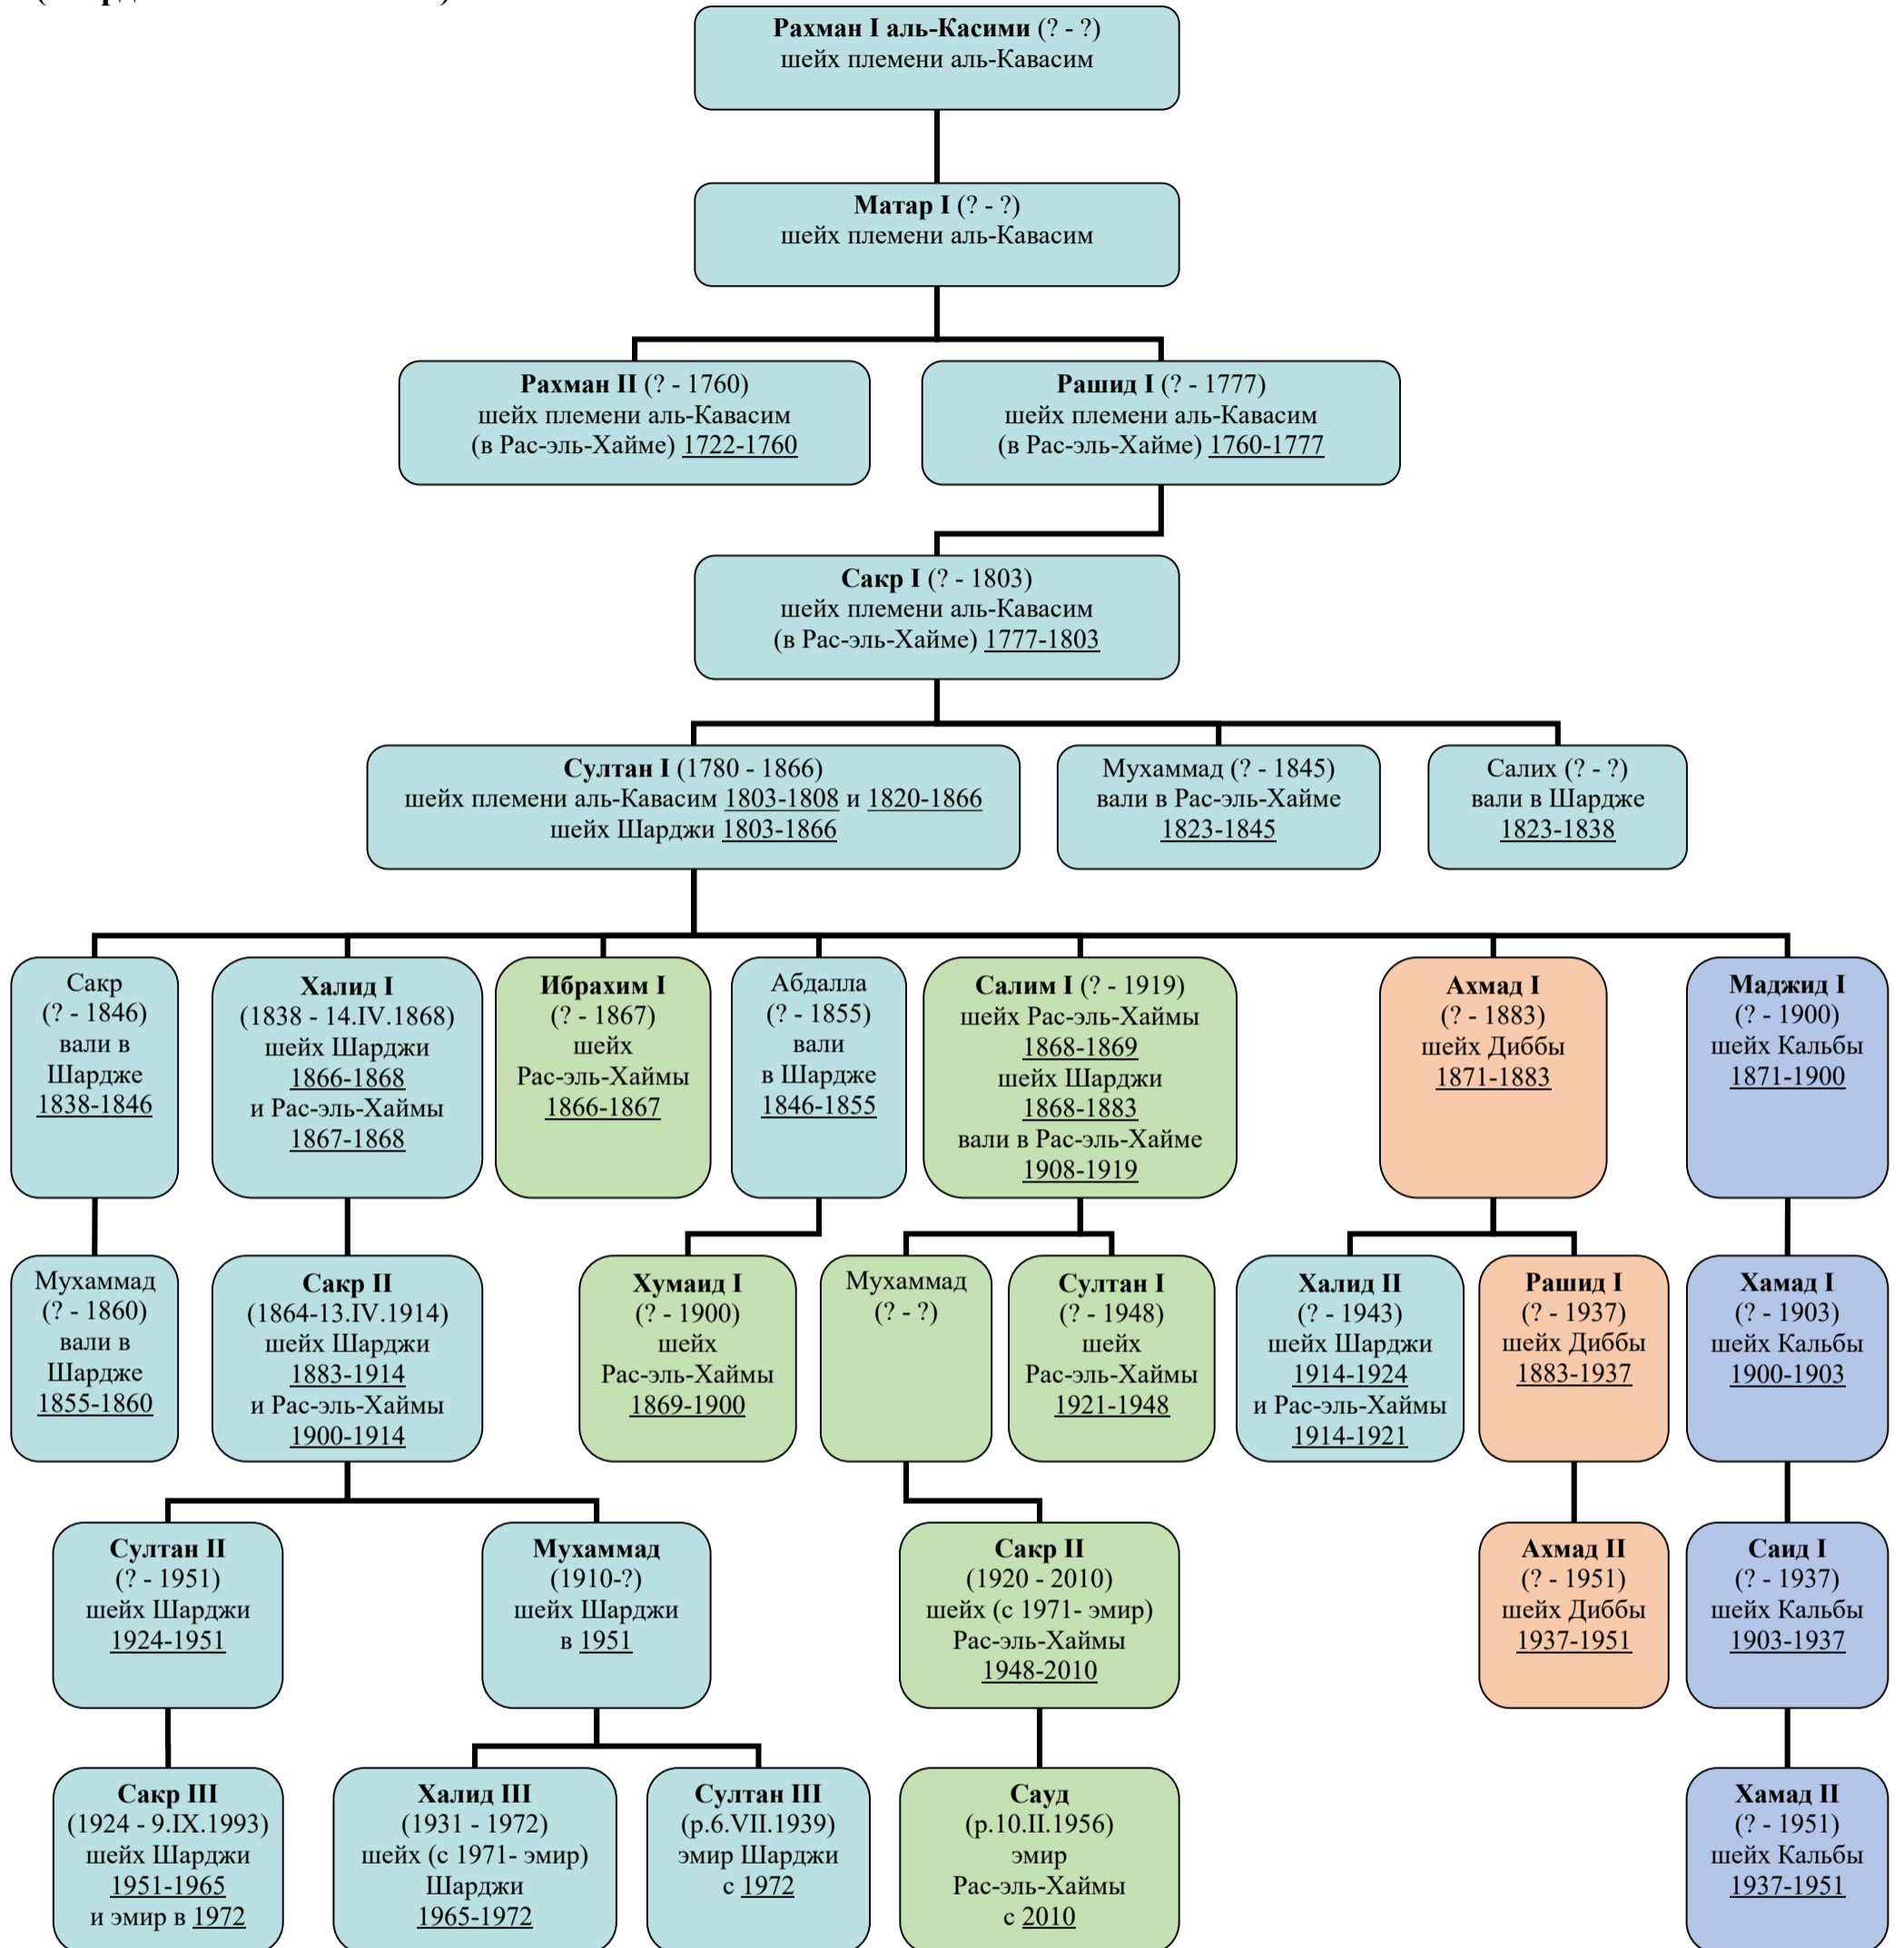 Рахман I аль-Касими (? - ?)
шейх племени аль-Кавасим
Матар I (? - ?)
шейх племени аль-Кавасим
Рахман II (? - 1760)
шейх племени аль-Кавасим
(в Рас-эль-Хайме) 1722-1760
Рашид I (? - 1777)
шейх племени аль-Кавасим
(в Рас-эль-Хайме) 1760-1777
Сакр I (? - 1803)
шейх племени аль-Кавасим
(в Рас-эль-Хайме) 1777-1803
Султан I (1780 - 1866)
шейх племени аль-Кавасим 1803-1808 и 1820-1866
шейх Шарджи 1803-1866
Мухаммад (? - 1845)
вали в Рас-эль-Хайме
1823-1845
Салих (? - ?)
вали в Шардже
1823-1838
Сакр
(? - 1846)
вали в
Шардже
1838-1846
Халид I
(1838 - 14.IV.1868)
шейх Шарджи
1866-1868
и Рас-эль-Хаймы
1867-1868
Ибрахим I
(? - 1867)
шейх
Рас-эль-Хаймы
1866-1867
Абдалла
(? - 1855)
вали
в Шардже
1846-1855
Салим I (? - 1919)
шейх Рас-эль-Хаймы
1868-1869
шейх Шарджи
1868-1883
вали в Рас-эль-Хайме
1908-1919
Ахмад I
(? - 1883)
шейх Диббы
1871-1883
Маджид I
(? - 1900)
шейх Кальбы
1871-1900
Мухаммад
(? - 1860)
вали в
Шардже
1855-1860
Сакр II
(1864-13.IV.1914)
шейх Шарджи
1883-1914
и Рас-эль-Хаймы
1900-1914
Хумаид I
(? - 1900)
шейх
Рас-эль-Хаймы
1869-1900
Мухаммад
(? - ?)
Султан I
(? - 1948)
шейх
Рас-эль-Хаймы
1921-1948
Халид II
(? - 1943)
шейх Шарджи
1914-1924
и Рас-эль-Хаймы
1914-1921
Рашид I
(? - 1937)
шейх Диббы
1883-1937
Хамад I
(? - 1903)
шейх Кальбы
1900-1903
Султан II
(? - 1951)
шейх Шарджи
1924-1951
Мухаммад
(1910-?)
шейх Шарджи
в 1951
Сакр II
(1920 - 2010)
шейх (с 1971- эмир)
Рас-эль-Хаймы
1948-2010
Ахмад II
(? - 1951)
шейх Диббы
1937-1951
Саид I
(? - 1937)
шейх Кальбы
1903-1937
Сакр III
(1924 - 9.IX.1993)
шейх Шарджи
1951-1965
и эмир в 1972
Халид III
(1931 - 1972)
шейх (с 1971- эмир)
Шарджи
1965-1972
Султан III
(р.6.VII.1939)
эмир Шарджи
с 1972
Сауд
(р.10.II.1956)
эмир
Рас-эль-Хаймы
с 2010
Хамад II
(? - 1951)
шейх Кальбы
1937-1951